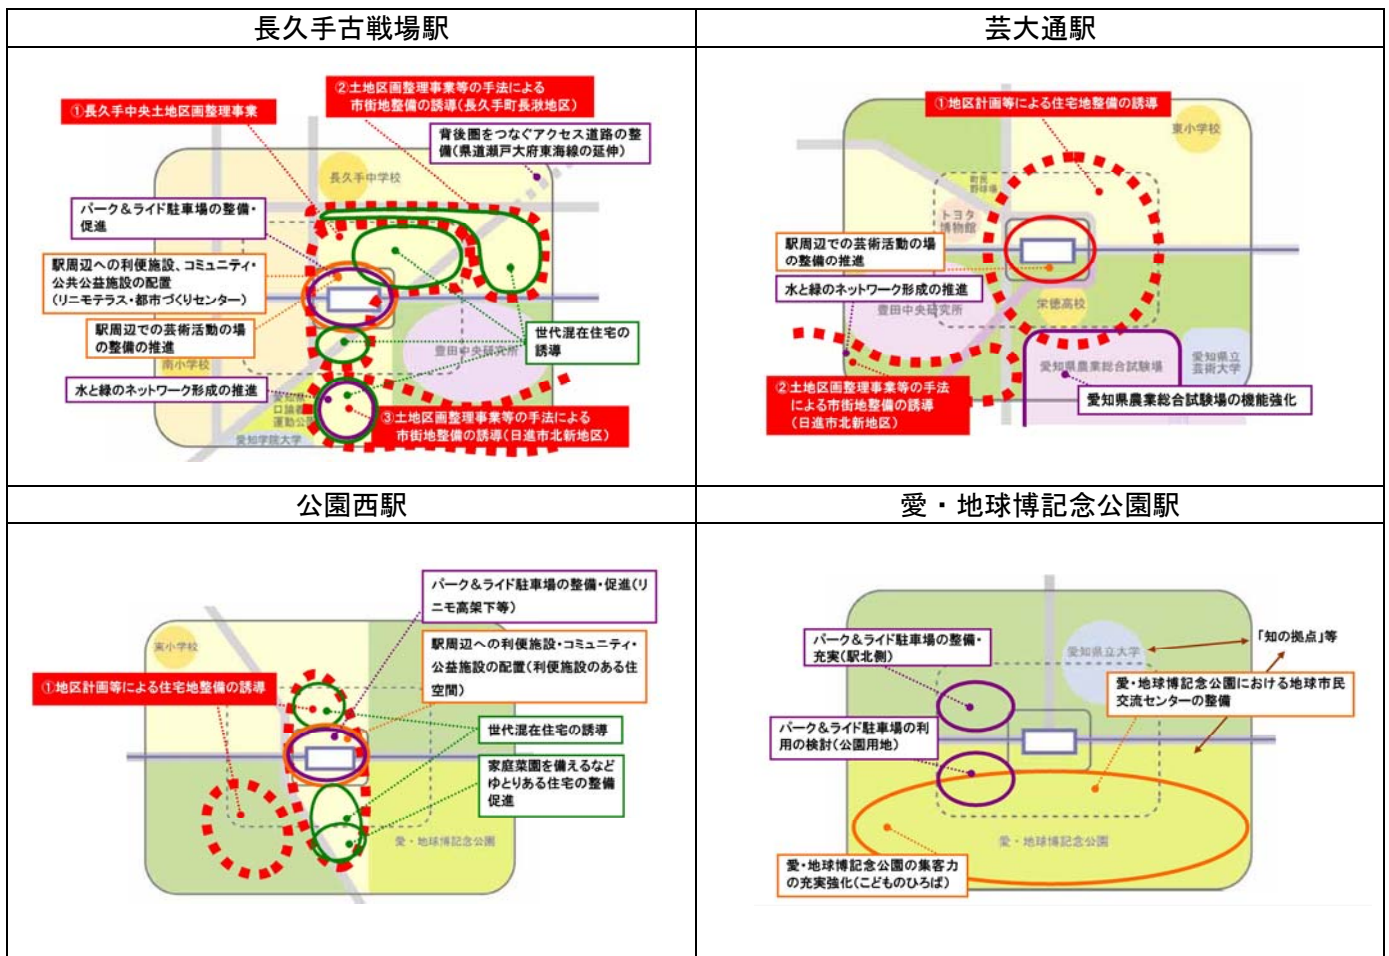 長久手古戦場駅
①長久手中央土地区画整理事業
②土地区画整理事業等の手法による
市街地整備の誘導(長久手町長湫地区)
背後圏をつなぐアクセス道路の整
備(県道瀬戸大府東海線の延伸)
長久手中学校
パーク&ライド駐車場の整備・
促進
駅周辺への利便施設、コミュニティ・
公共公益施設の配置
(リニモテラス・都市づくりセンター)
駅周辺での芸術活動の場
の整備の推進
世代混在住宅の
誘導
豊田中央研究所
南小学校
水と緑のネットワーク形成の推進
愛知県
口論義
運動公
愛知学院大学
③土地区画整理事業等の手法による
市街地整備の誘導(日進市北新地区)
芸大通駅
①地区計画等による住宅地整備の誘導
東小学校
町民
野球場
トヨタ
博物館
駅周辺での芸術活動の場
の整備の推進
水と緑のネットワーク形成の推進
豊田中央研究所
栄徳高校
愛知県農業総合試験場
愛知県立
芸術大学
②土地区画整理事業等の手法
による市街地整備の誘導
(日進市北新地区)
愛知県農業総合試験場の機能強化
公園西駅
パーク&ライド駐車場の整備・促進(リ
ニモ高架下等)
東小学校
駅周辺への利便施設・コミュニティ・
公益施設の配置(利便施設のある住
空間)
①地区計画等による住宅地整備の誘導
世代混在住宅の誘導
家庭菜園を備えるなど
ゆとりある住宅の整備
促進
愛・地球博記念公園
愛・地球博記念公園駅
パーク&ライド駐車場の整備・
充実(駅北側)
愛知県立大学
「知の拠点」等
愛・地球博記念公園における地球市民
交流センターの整備
パーク&ライド駐車場の利
用の検討(公園用地)
愛・地球博記念公園
愛・地球博記念公園の集客力
の充実強化(こどものひろば)